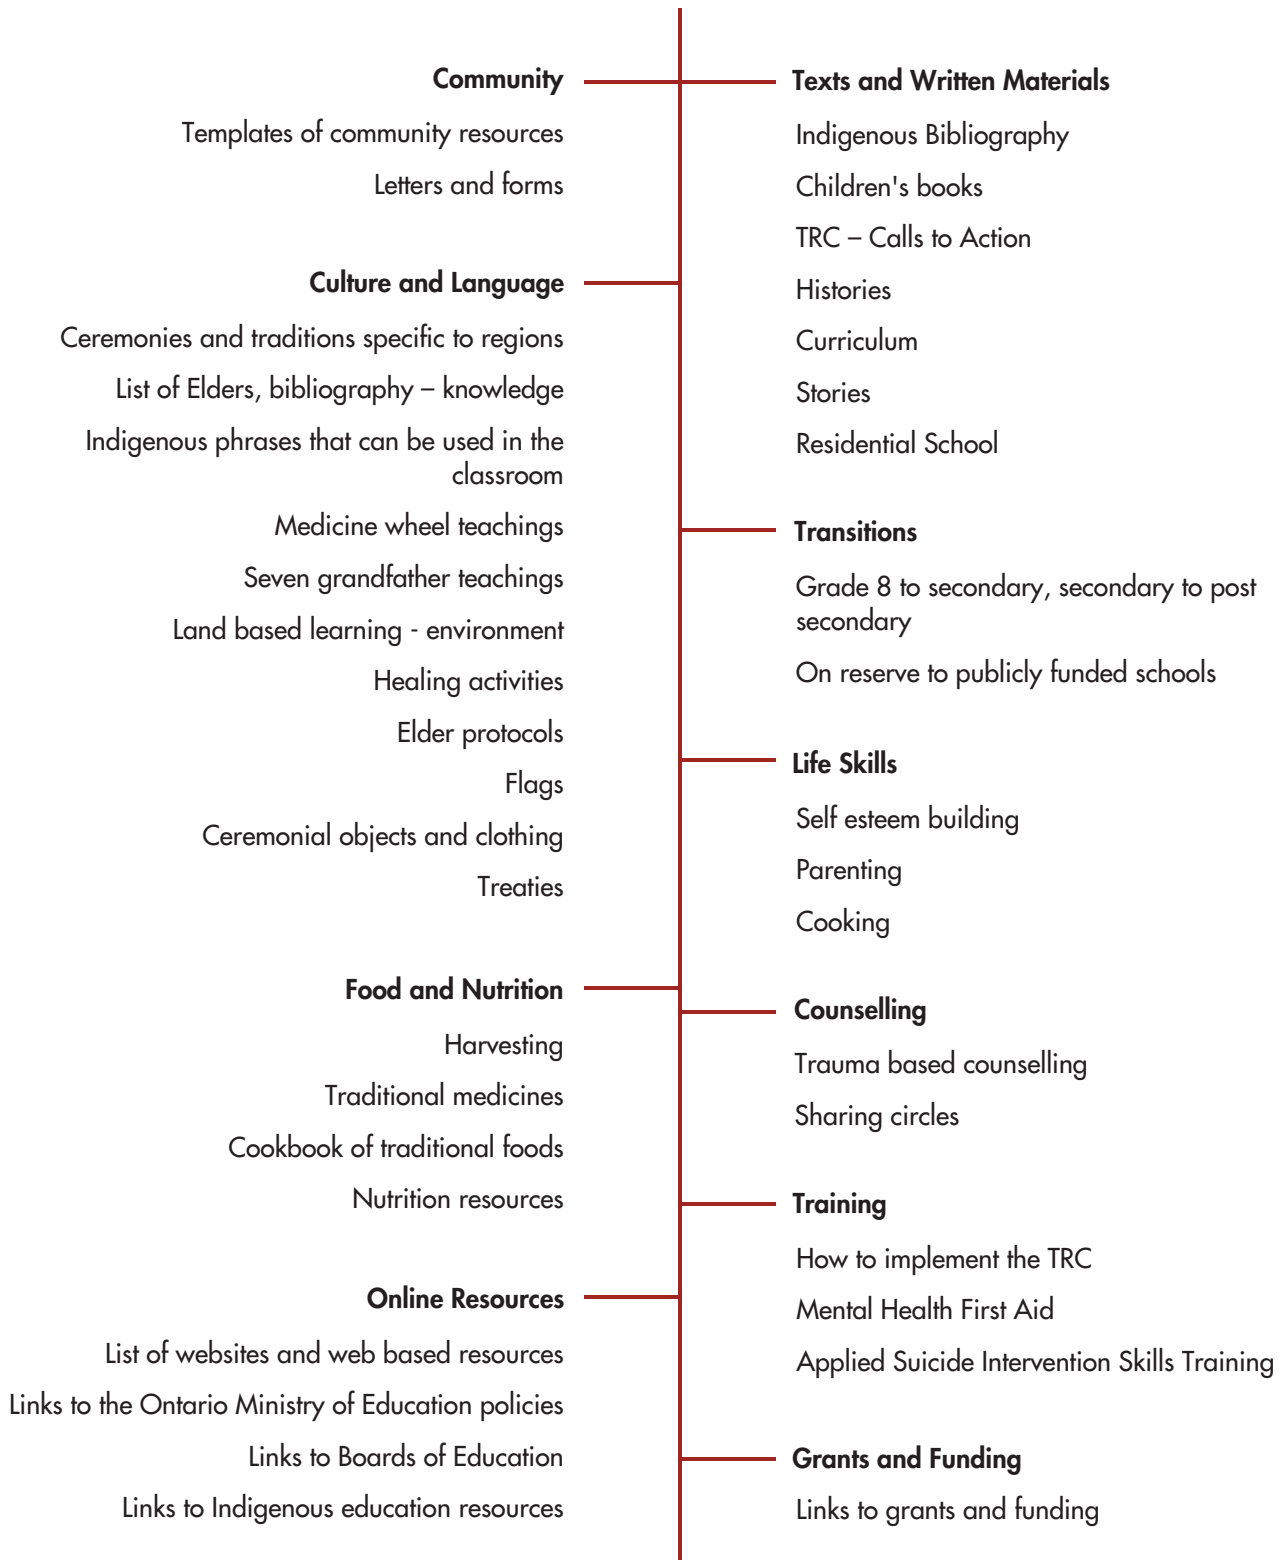 Community
Templates of community resources
Letters and forms
Culture and Language
Ceremonies and traditions specific to regions
List of Elders, bibliography – knowledge
Indigenous phrases that can be used in the
classroom
Medicine wheel teachings
Seven grandfather teachings
Land based learning - environment
Healing activities
Elder protocols
Flags
Ceremonial objects and clothing
Treaties
Food and Nutrition
Harvesting
Traditional medicines
Cookbook of traditional foods
Nutrition resources
Online Resources
List of websites and web based resources
Links to the Ontario Ministry of Education policies
Links to Boards of Education
Links to Indigenous education resources
Texts and Written Materials
Indigenous Bibliography
Children's books
TRC – Calls to Action
Histories
Curriculum
Stories
Residential School
Transitions
Grade 8 to secondary, secondary to post
secondary
On reserve to publicly funded schools
Life Skills
Self esteem building
Parenting
Cooking
Counselling
Trauma based counselling
Sharing circles
Training
How to implement the TRC
Mental Health First Aid
Applied Suicide Intervention Skills Training
Grants and Funding
Links to grants and funding